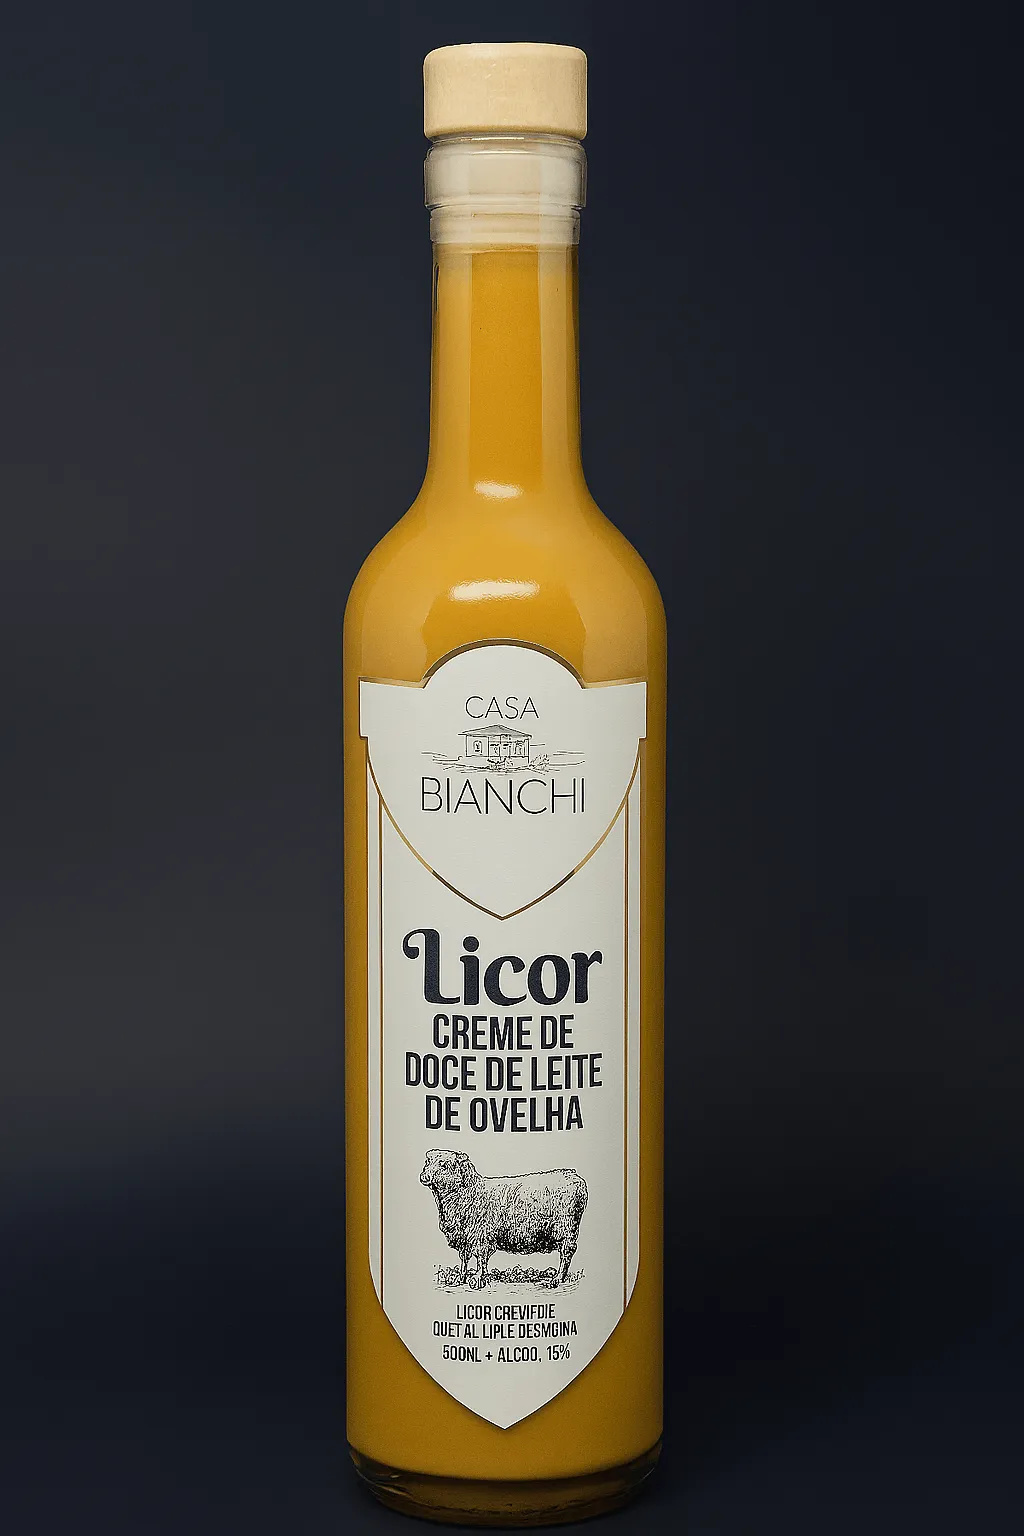 CASA
BIANCHI
Licor
CREME DE
DOCE DE LEITE
DE OVELHA
LICOR CREVIFDIE
QUET AL LIPLE DESMGINA
500NL + ALCOO, 15%